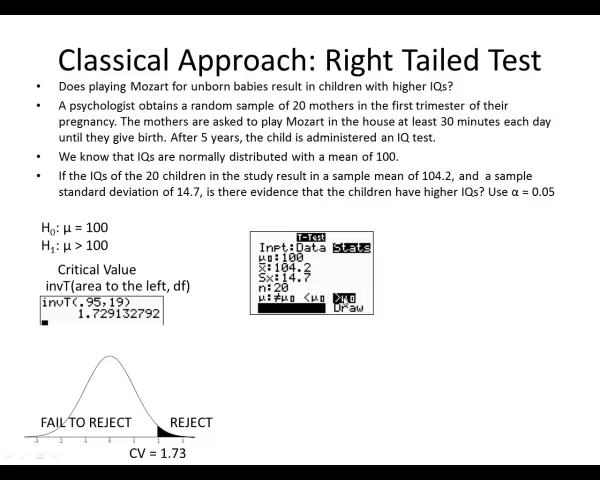 Classical Approach: Right Tailed Test
• Does playing Mozart for unborn babies result in children with higher IQs?
• A psychologist obtains a random sample of 20 mothers in the first trimester of their
pregnancy. The mothers are asked to play Mozart in the house at least 30 minutes each day
until they give birth. After 5 years, the child is administered an IQ test.
• We know that IQs are normally distributed with a mean of 100.
• If the IQs of the 20 children in the study result in a sample mean of 104.2, and a sample
standard deviation of 14.7, is there evidence that the children have higher IQs? Use α = 0.05
H₀: μ = 100
H₁: μ > 100
Critical Value
invT(area to the left, df)
invT(.95,19)
1.729132792
T-Test
Inpt:Data Stats
μ₀:100
x̄:104.2
Sx:14.7
n:20
μ:≠μ₀ <μ₀ >μ₀
Draw
FAIL TO REJECT REJECT
-3 -2 -1 0 1 2 3
CV = 1.73